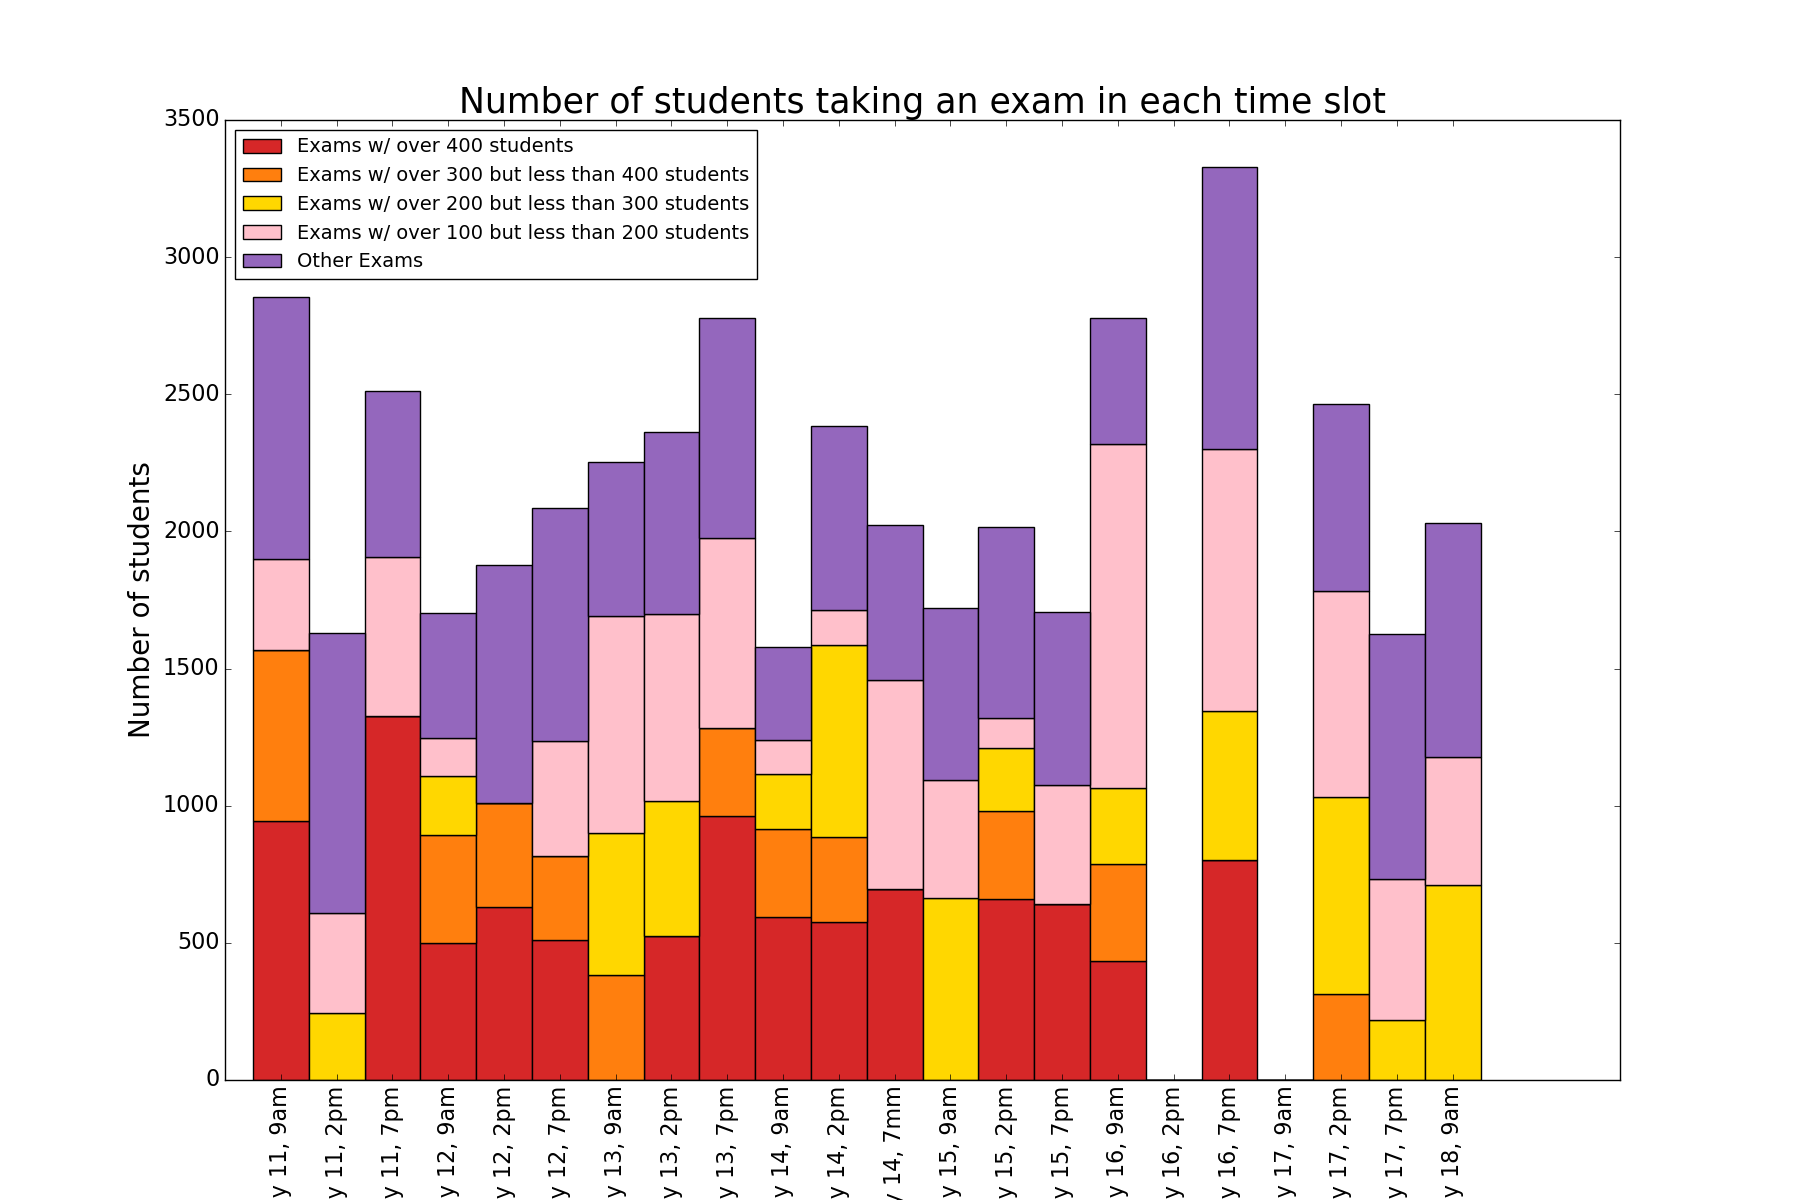 Number of students taking an exam in each time slot
Exams w/ over 400 students
Exams w/ over 300 but less than 400 students
Exams w/ over 200 but less than 300 students
Exams w/ over 100 but less than 200 students
Other Exams
Number of students
3500
3000
2500
2000
1500
1000
500
0
y 11, 9am
y 11, 2pm
y 11, 7pm
y 12, 9am
y 12, 2pm
y 12, 7pm
y 13, 9am
y 13, 2pm
y 13, 7pm
y 14, 9am
y 14, 2pm
y 14, 7mm
y 15, 9am
y 15, 2pm
y 15, 7pm
y 16, 9am
y 16, 2pm
y 16, 7pm
y 17, 9am
y 17, 2pm
y 17, 7pm
y 18, 9am